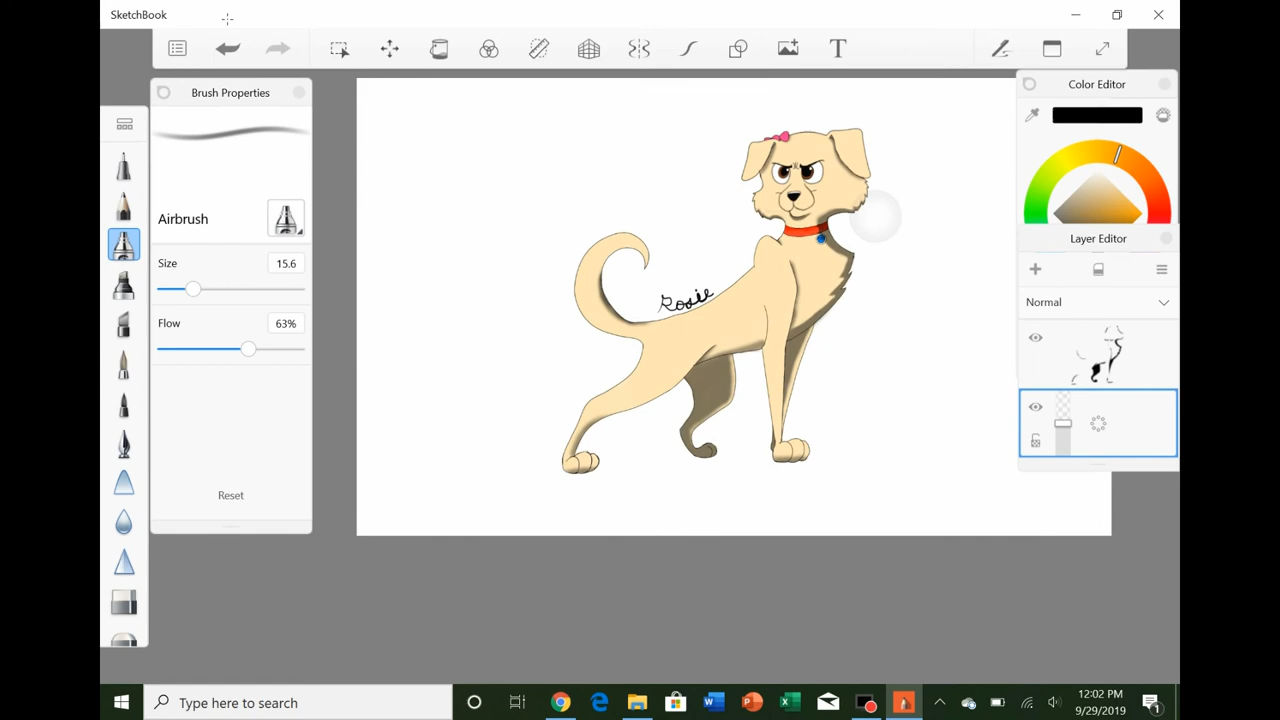 SketchBook
T
Brush Properties
Color Editor
Airbrush
Size 15.6
Flow 63%
Reset
Layer Editor
Normal
Rosie
Type here to search
12:02 PM
9/29/2019
1